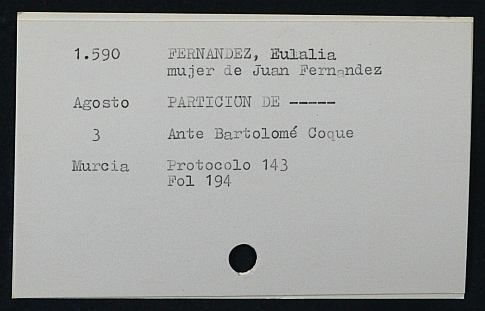 1.590 FERNANDEZ, Eulalia
mujer de Juan Fernandez
Agosto PARTICION DE -----
3 Ante Bartolomé Coque
Murcia Protocolo 143
Fol 194